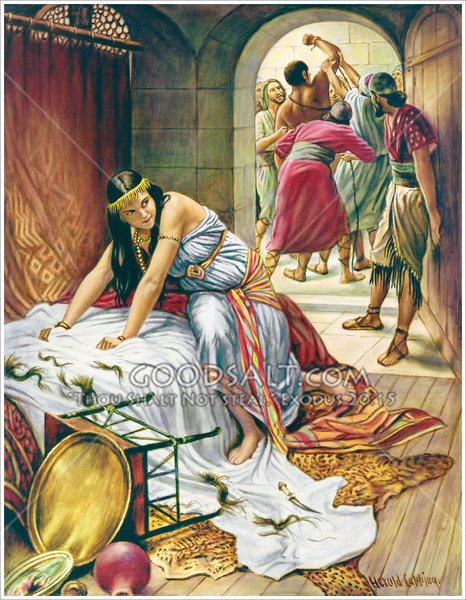 GOODSALT.COM
"THOU SHALT NOT STEAL" EXODUS 20:15
Harold Copping.